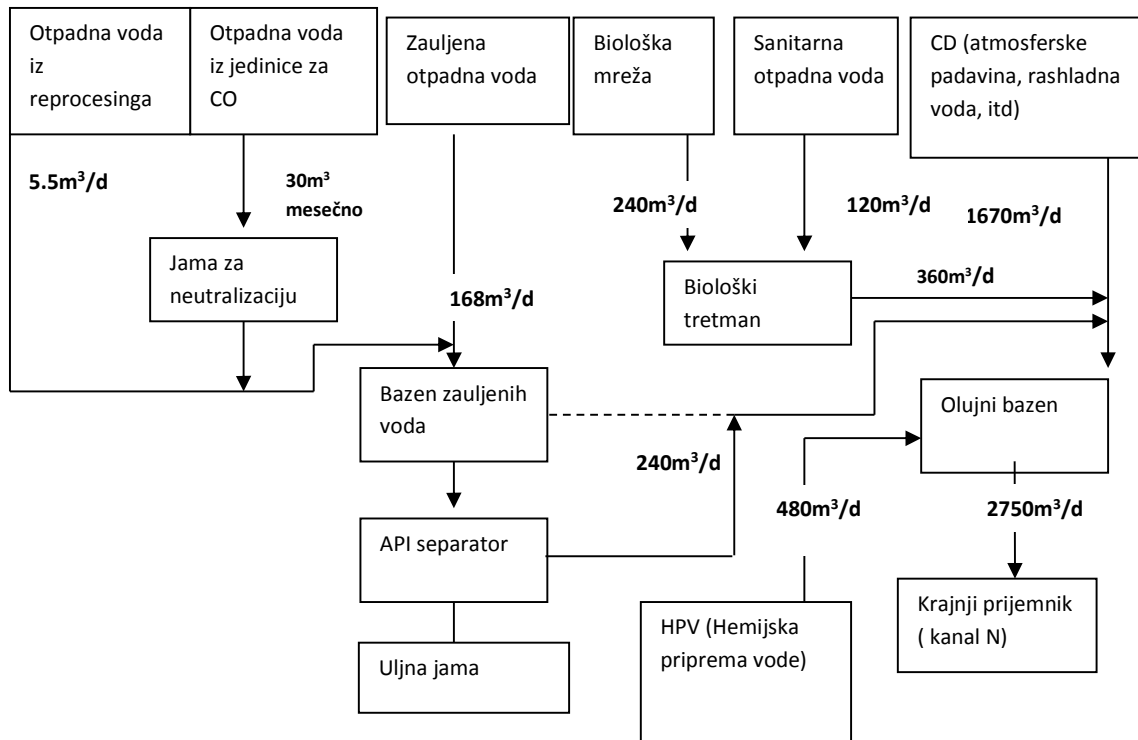 Otpadna voda
iz
reprocesinga
Otpadna voda
iz jedinice za
CO
Zauljena
otpadna voda
Biološka
mreža
Sanitarna
otpadna voda
CD (atmosferske
padavina, rashladna
voda, itd)
5.5m³/d
30m³
mesečno
240m³/d
120m³/d
1670m³/d
Jama za
neutralizaciju
168m³/d
Biološki
tretman
360m³/d
Bazen zauljenih
voda
Olujni bazen
240m³/d
480m³/d
2750m³/d
API separator
Krajnji prijemnik
( kanal N)
HPV (Hemijska
priprema vode)
Uljna jama